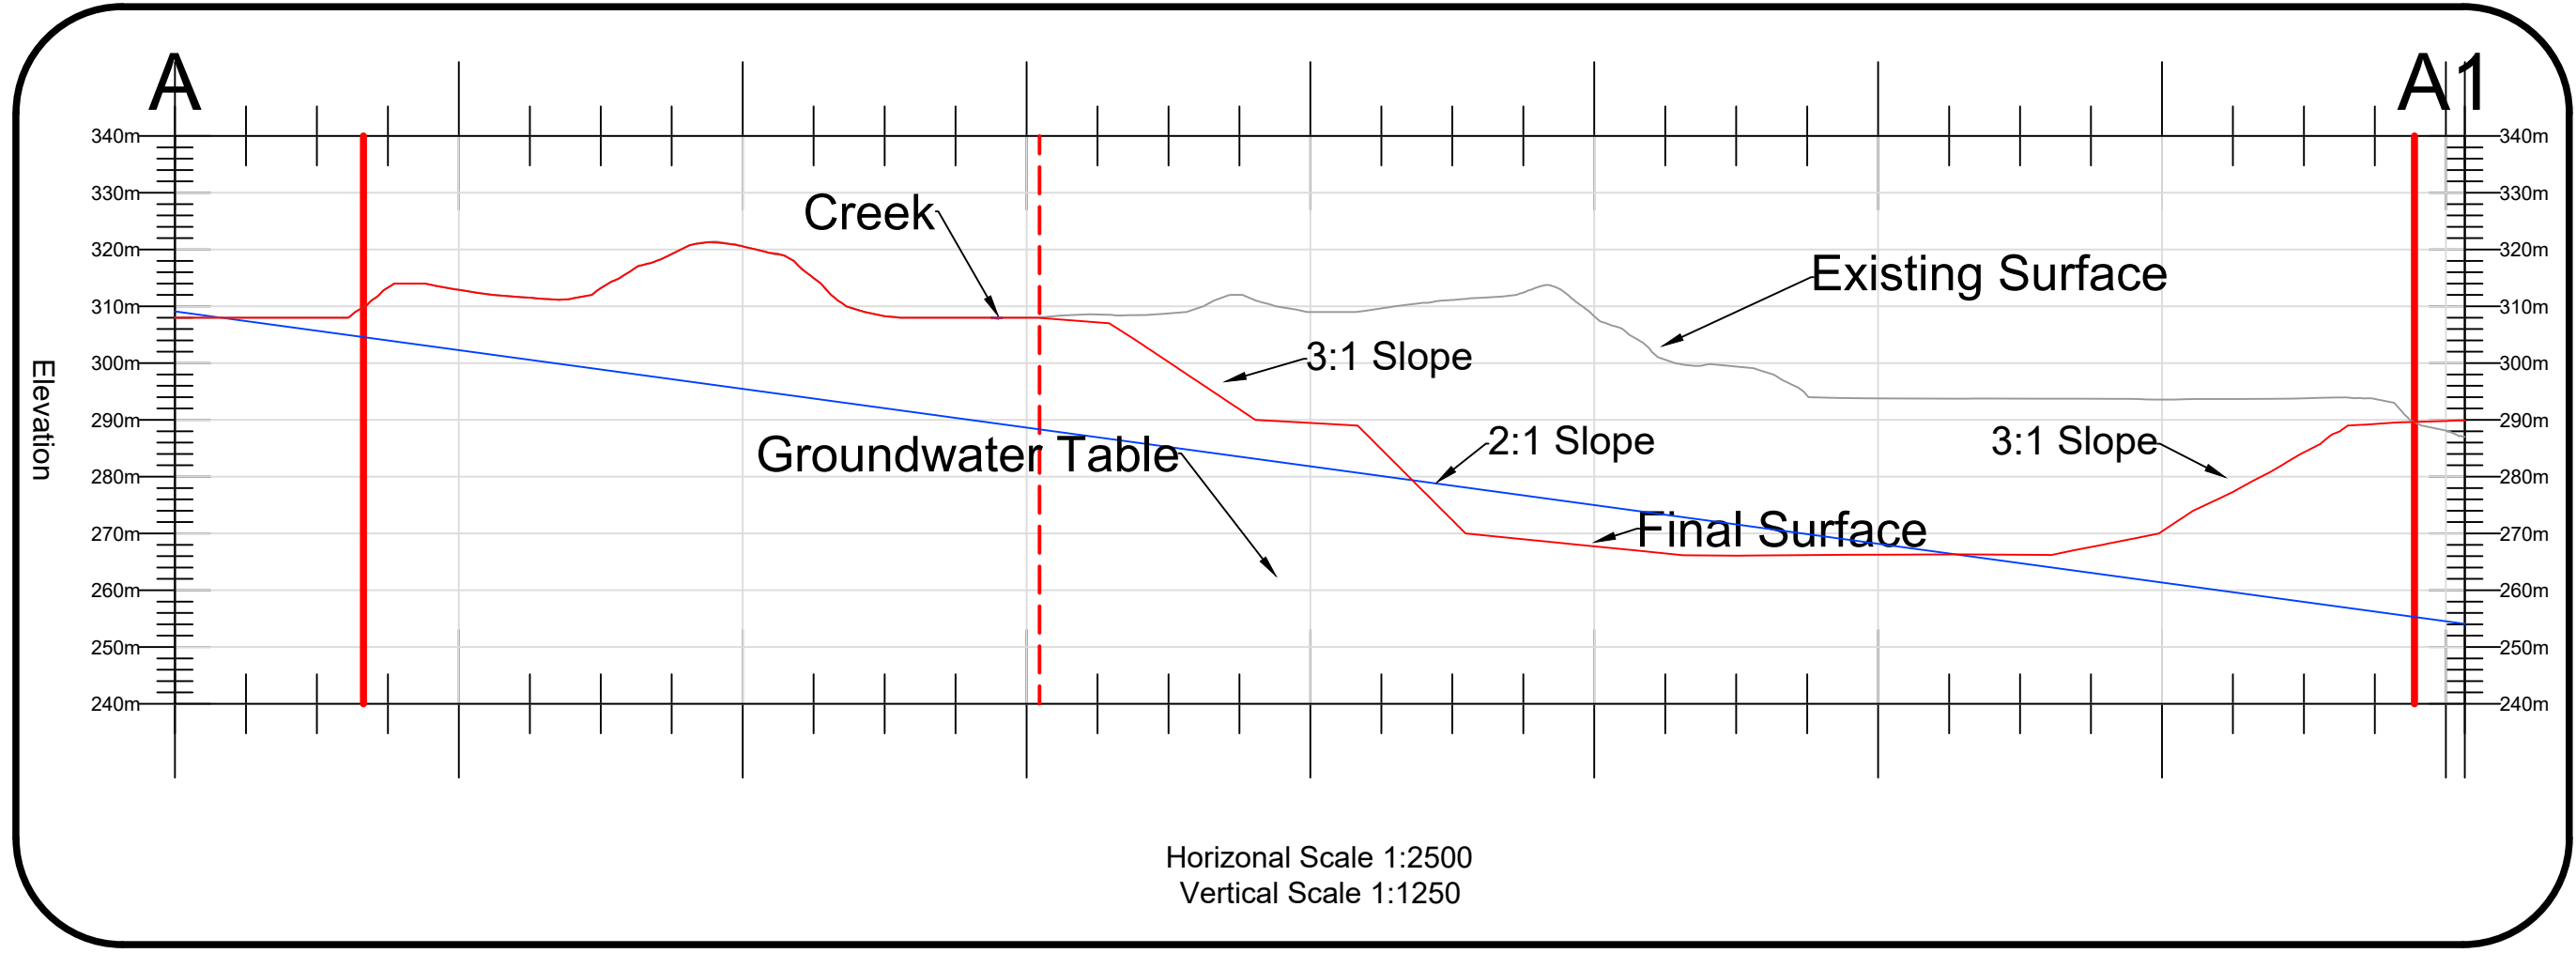 A
A1
340m
340m
330m
330m
Creek
320m
320m
Existing Surface
310m
310m
300m
3:1 Slope
300m
Elevation
290m
290m
Groundwater Table
2:1 Slope
3:1 Slope
280m
280m
270m
Final Surface
270m
260m
260m
250m
250m
240m
240m
Horizonal Scale 1:2500
Vertical Scale 1:1250